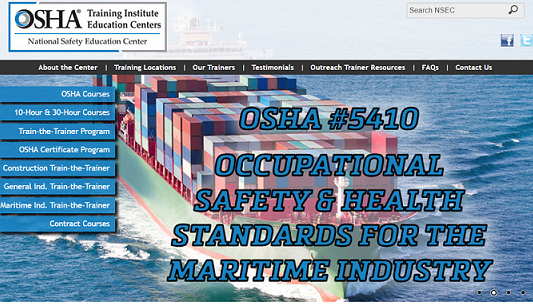 OSHA® Training Institute
Education Centers
National Safety Education Center
Search NSEC
About the Center | Training Locations | Our Trainers | Testimonials | Outreach Trainer Resources | FAQs | Contact Us
OSHA Courses
10-Hour & 30-Hour Courses
Train-the-Trainer Program
OSHA Certificate Program
Construction Train-the-Trainer
General Ind. Train-the-Trainer
Maritime Ind. Train-the-Trainer
Contract Courses
OSHA #5410
OCCUPATIONAL
SAFETY & HEALTH
STANDARDS FOR THE
MARITIME INDUSTRY